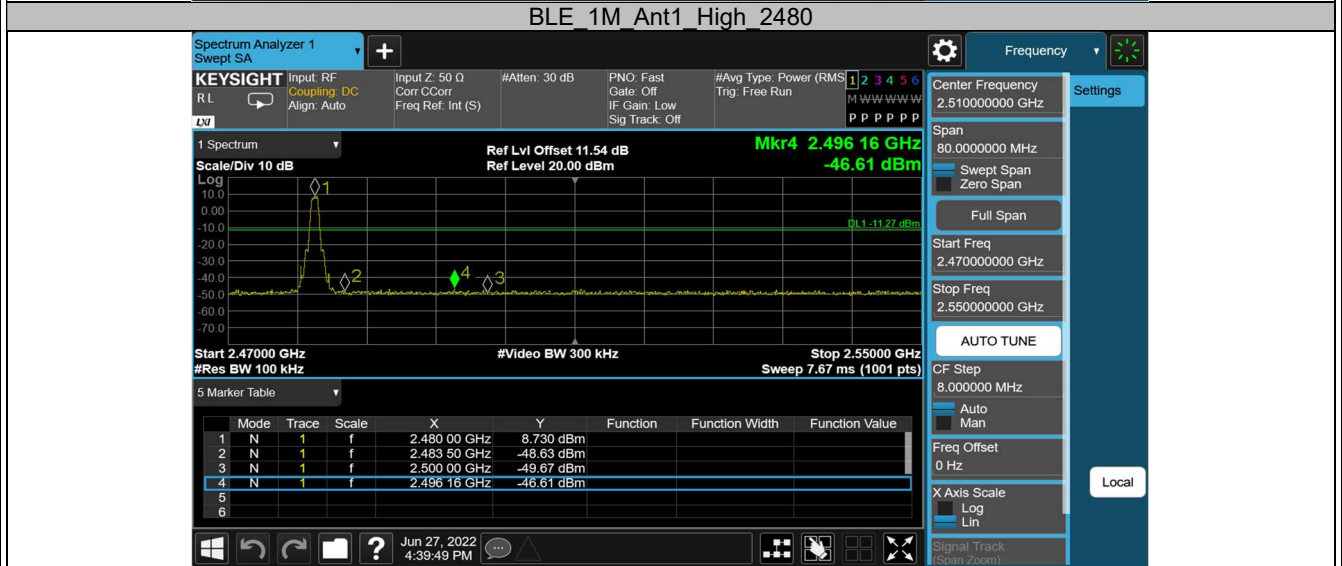 BLE_1M_Ant1_High_2480
Spectrum Analyzer 1
Swept SA
Frequency
KEYSIGHT
Input: RF
Coupling: DC
Align: Auto
Input Z: 50 Ω
Corr CCorr
Freq Ref: Int (S)
#Atten: 30 dB
PNO: Fast
Gate: Off
IF Gain: Low
Sig Track: Off
#Avg Type: Power (RMS
Trig: Free Run
1 2 3 4 5 6
M W W W W W
P P P P P P
R L
LXI
Center Frequency
2.510000000 GHz
Settings
1 Spectrum
Scale/Div 10 dB
Ref Lvl Offset 11.54 dB
Ref Level 20.00 dBm
Mkr4 2.496 16 GHz
-46.61 dBm
Span
80.0000000 MHz
Swept Span
Zero Span
Full Span
Log
10.0
0.00
-10.0
-20.0
-30.0
-40.0
-50.0
-60.0
-70.0
1
2
4
3
DL1 -11.27 dBm
Start Freq
2.470000000 GHz
Stop Freq
2.550000000 GHz
AUTO TUNE
Start 2.47000 GHz
#Video BW 300 kHz
Stop 2.55000 GHz
#Res BW 100 kHz
Sweep 7.67 ms (1001 pts)
CF Step
8.000000 MHz
Auto
Man
5 Marker Table
Mode Trace Scale X Y Function Function Width Function Value
1 N 1 f 2.480 00 GHz 8.730 dBm
2 N 1 f 2.483 50 GHz -48.63 dBm
3 N 1 f 2.500 00 GHz -49.67 dBm
4 N 1 f 2.496 16 GHz -46.61 dBm
5
6
Freq Offset
0 Hz
Local
X Axis Scale
Log
Lin
Signal Track
(Span Zoom)
?
Jun 27, 2022
4:39:49 PM